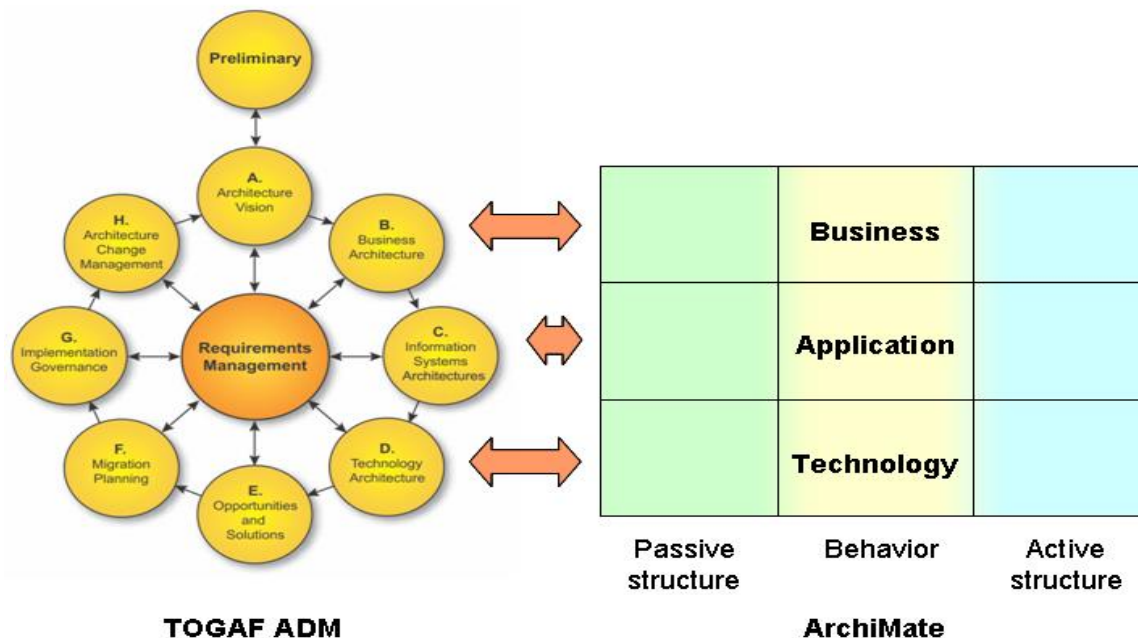 Preliminary
A.
Architecture
Vision
B.
Business
Architecture
C.
Information
Systems
Architectures
D.
Technology
Architecture
E.
Opportunities
and
Solutions
F.
Migration
Planning
G.
Implementation
Governance
H.
Architecture
Change
Management
Requirements
Management
TOGAF ADM
Business
Application
Technology
Passive
structure
Behavior
Active
structure
ArchiMate